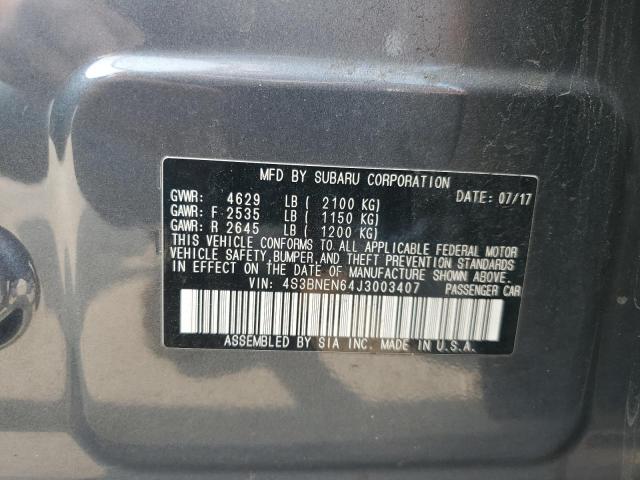 MFD BY SUBARU CORPORATION
DATE: 07/17
GVWR: 4629 LB ( 2100 KG)
GAWR: F 2535 LB ( 1150 KG)
GAWR: R 2645 LB ( 1200 KG)
THIS VEHICLE CONFORMS TO ALL APPLICABLE FEDERAL MOTOR
VEHICLE SAFETY, BUMPER, AND THEFT PREVENTION STANDARDS
IN EFFECT ON THE DATE OF MANUFACTURE SHOWN ABOVE.
VIN: 4S3BNEN64J3003407 PASSENGER CAR
ASSEMBLED BY SIA INC. MADE IN U.S.A.